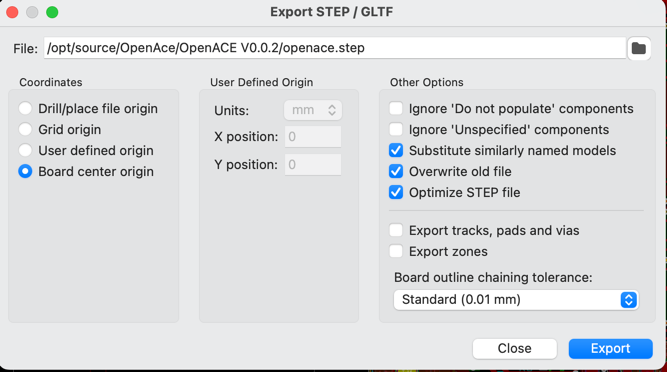 Export STEP / GLTF
File: /opt/source/OpenAce/OpenACE V0.0.2/openace.step
Coordinates
Drill/place file origin
Grid origin
User defined origin
Board center origin
User Defined Origin
Units: mm
X position: 0
Y position: 0
Other Options
Ignore 'Do not populate' components
Ignore 'Unspecified' components
Substitute similarly named models
Overwrite old file
Optimize STEP file
Export tracks, pads and vias
Export zones
Board outline chaining tolerance:
Standard (0.01 mm)
Close Export